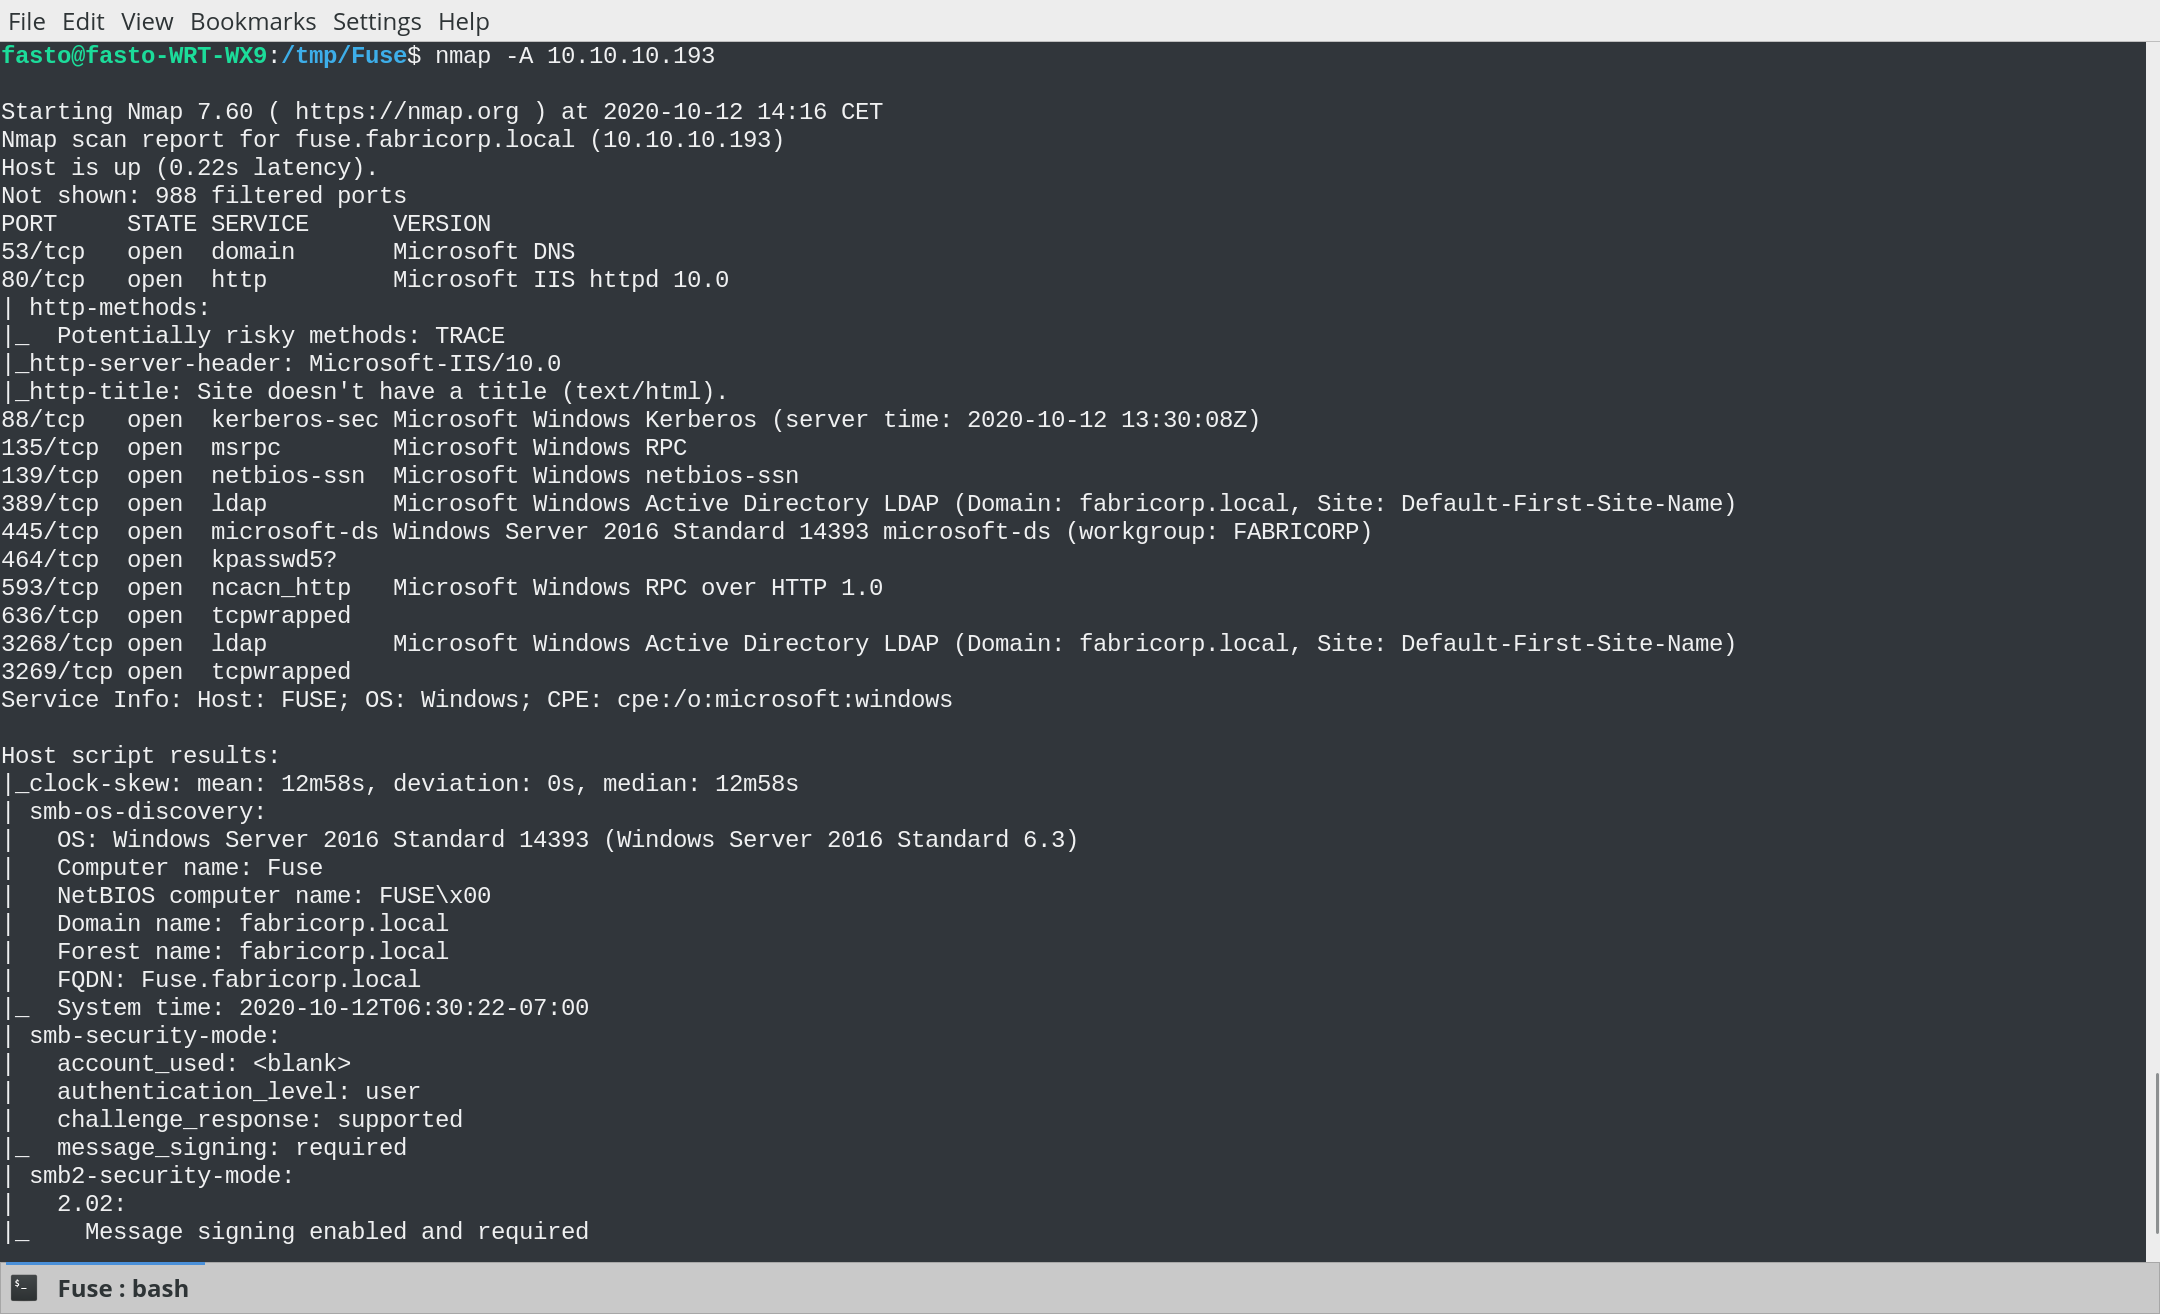 File Edit View Bookmarks Settings Help
fasto@fasto-WRT-WX9:/tmp/Fuse$ nmap -A 10.10.10.193

Starting Nmap 7.60 ( https://nmap.org ) at 2020-10-12 14:16 CET
Nmap scan report for fuse.fabricorp.local (10.10.10.193)
Host is up (0.22s latency).
Not shown: 988 filtered ports
PORT     STATE SERVICE      VERSION
53/tcp   open  domain       Microsoft DNS
80/tcp   open  http         Microsoft IIS httpd 10.0
| http-methods:
|_  Potentially risky methods: TRACE
|_http-server-header: Microsoft-IIS/10.0
|_http-title: Site doesn't have a title (text/html).
88/tcp   open  kerberos-sec Microsoft Windows Kerberos (server time: 2020-10-12 13:30:08Z)
135/tcp  open  msrpc        Microsoft Windows RPC
139/tcp  open  netbios-ssn  Microsoft Windows netbios-ssn
389/tcp  open  ldap         Microsoft Windows Active Directory LDAP (Domain: fabricorp.local, Site: Default-First-Site-Name)
445/tcp  open  microsoft-ds Windows Server 2016 Standard 14393 microsoft-ds (workgroup: FABRICORP)
464/tcp  open  kpasswd5?
593/tcp  open  ncacn_http   Microsoft Windows RPC over HTTP 1.0
636/tcp  open  tcpwrapped
3268/tcp open  ldap         Microsoft Windows Active Directory LDAP (Domain: fabricorp.local, Site: Default-First-Site-Name)
3269/tcp open  tcpwrapped
Service Info: Host: FUSE; OS: Windows; CPE: cpe:/o:microsoft:windows

Host script results:
|_clock-skew: mean: 12m58s, deviation: 0s, median: 12m58s
| smb-os-discovery:
|   OS: Windows Server 2016 Standard 14393 (Windows Server 2016 Standard 6.3)
|   Computer name: Fuse
|   NetBIOS computer name: FUSE\x00
|   Domain name: fabricorp.local
|   Forest name: fabricorp.local
|   FQDN: Fuse.fabricorp.local
|_  System time: 2020-10-12T06:30:22-07:00
| smb-security-mode:
|   account_used: <blank>
|   authentication_level: user
|   challenge_response: supported
|_  message_signing: required
| smb2-security-mode:
|   2.02:
|_    Message signing enabled and required
$_ Fuse : bash